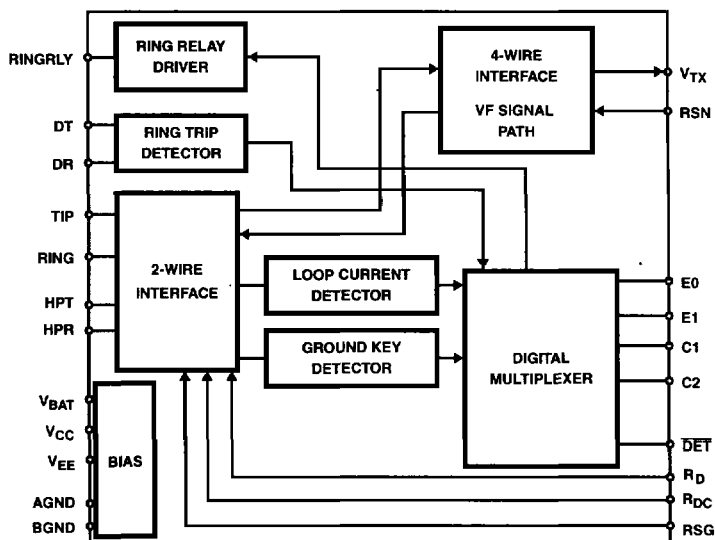 RINGRLY
RING RELAY
DRIVER
4-WIRE
INTERFACE
VF SIGNAL
PATH
VTX
RSN
DT
DR
RING TRIP
DETECTOR
TIP
RING
HPT
HPR
2-WIRE
INTERFACE
LOOP CURRENT
DETECTOR
GROUND KEY
DETECTOR
DIGITAL
MULTIPLEXER
E0
E1
C1
C2
DET
VBAT
VCC
VEE
AGND
BGND
BIAS
RD
RDC
RSG